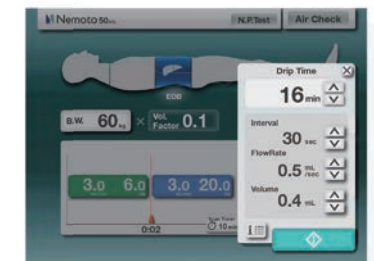 Nemoto 50mL
N.P.Test
Air Check
EOB
B.W. 60 kg × Vol. Factor 0.1
3.0 6.0
3.0 20.0
0:02
10 min
Drip Time
16 min
Interval
30 sec
FlowRate
0.5 mL/sec
Volume
0.4 mL